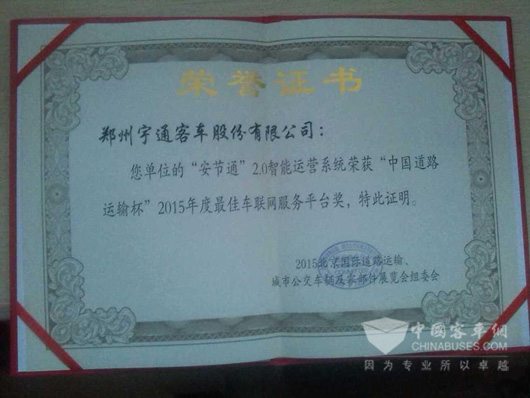 荣誉证书
郑州宇通客车股份有限公司：
您单位的“安节通”2.0智能运营系统荣获“中国道路
运输杯”2015年度最佳车联网服务平台奖，特此证明。
2015北京国际道路运输、
城市公交车辆及零部件展览会组委会
中國客车網
CHINABUSES.COM
因为专业所以卓越